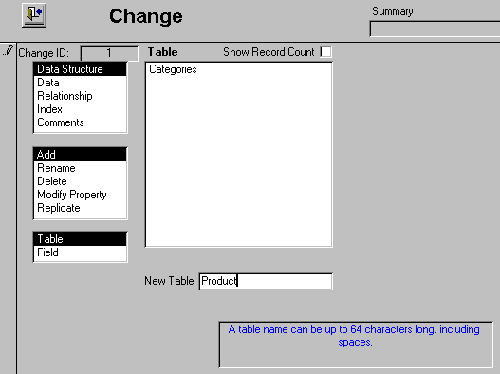 Change
Summary
Change ID:
1
Table
Show Record Count
Data Structure
Data
Relationship
Index
Comments
Categories
Add
Rename
Delete
Modify Property
Replicate
Table
Field
New Table
Product
A table name can be up to 64 characters long, including
spaces.